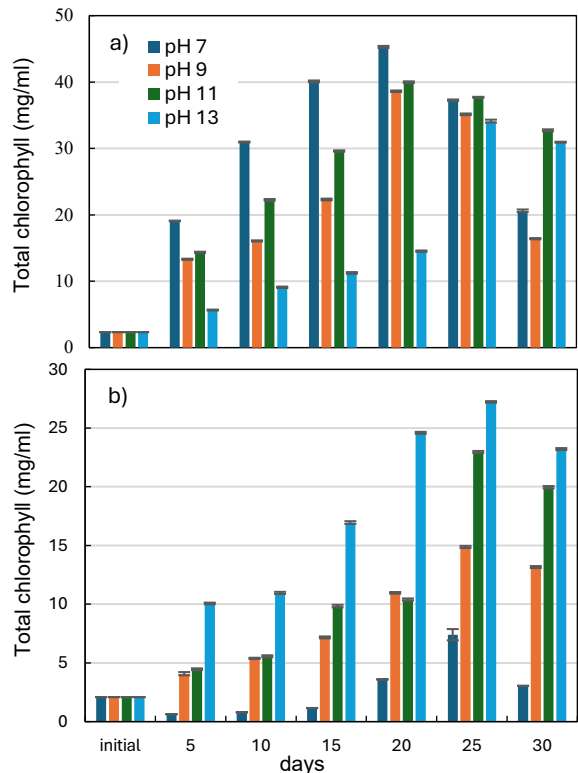 50
a)
pH 7
pH 9
pH 11
pH 13
40
30
20
10
0
Total chlorophyll (mg/ml)
30
b)
25
20
15
10
5
0
Total chlorophyll (mg/ml)
initial 5 10 15 20 25 30
days